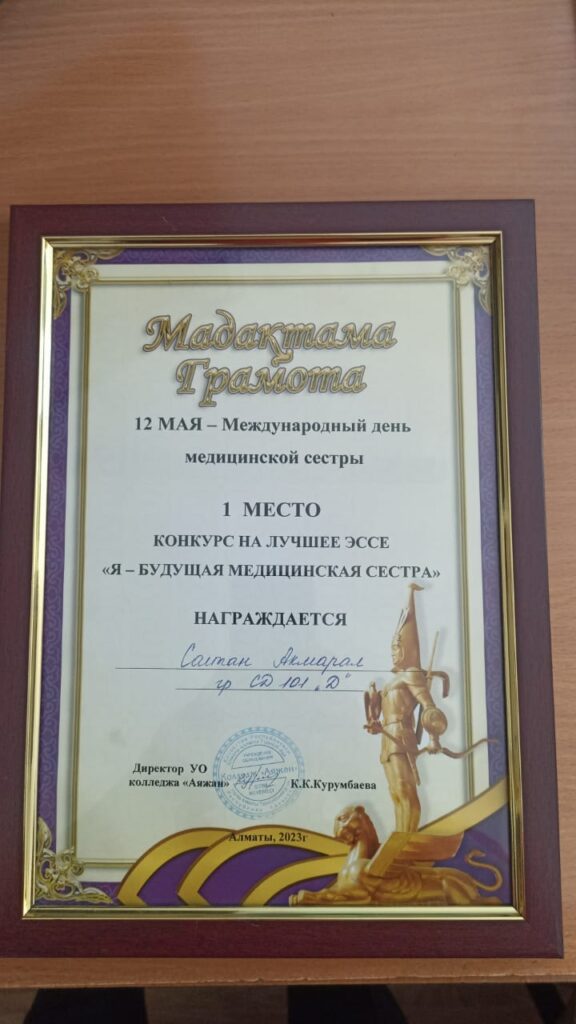 Мадақтама
Грамота
12 МАЯ – Международный день
медицинской сестры
1 МЕСТО
КОНКУРС НА ЛУЧШЕЕ ЭССЕ
«Я – БУДУЩАЯ МЕДИЦИНСКАЯ СЕСТРА»
НАГРАЖДАЕТСЯ
Сатпан Акмарал
гр СД 101 „Д“
Директор УО
колледжа «Аяжан»
К.К.Курумбаева
Алматы, 2023г